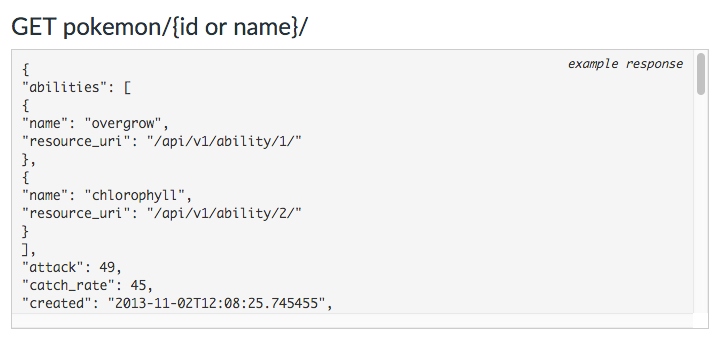 GET pokemon/{id or name}/
example response
{
"abilities": [
{
"name": "overgrow",
"resource_uri": "/api/v1/ability/1/"
},
{
"name": "chlorophyll",
"resource_uri": "/api/v1/ability/2/"
}
],
"attack": 49,
"catch_rate": 45,
"created": "2013-11-02T12:08:25.745455",